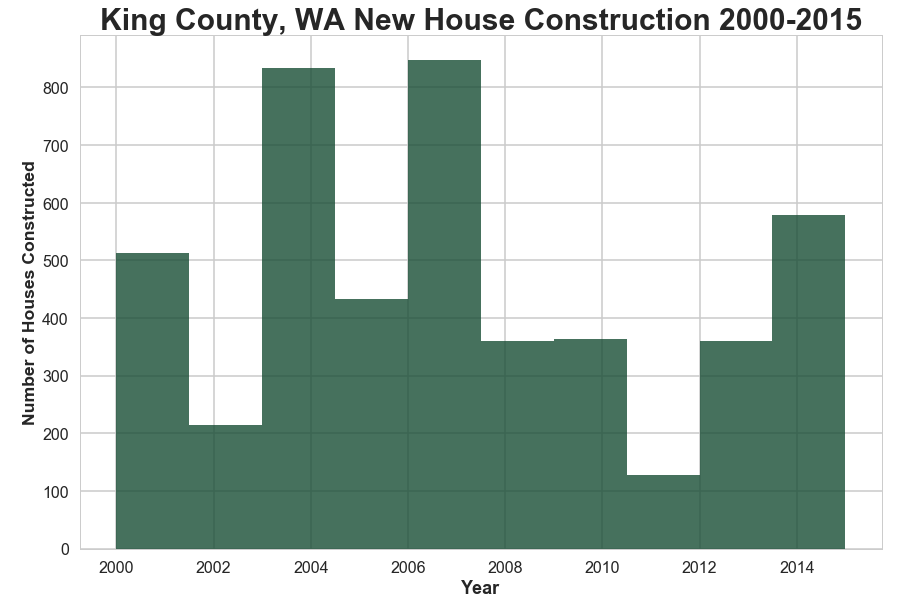 King County, WA New House Construction 2000-2015
800
700
600
500
400
300
200
100
0
Number of Houses Constructed
2000 2002 2004 2006 2008 2010 2012 2014
Year